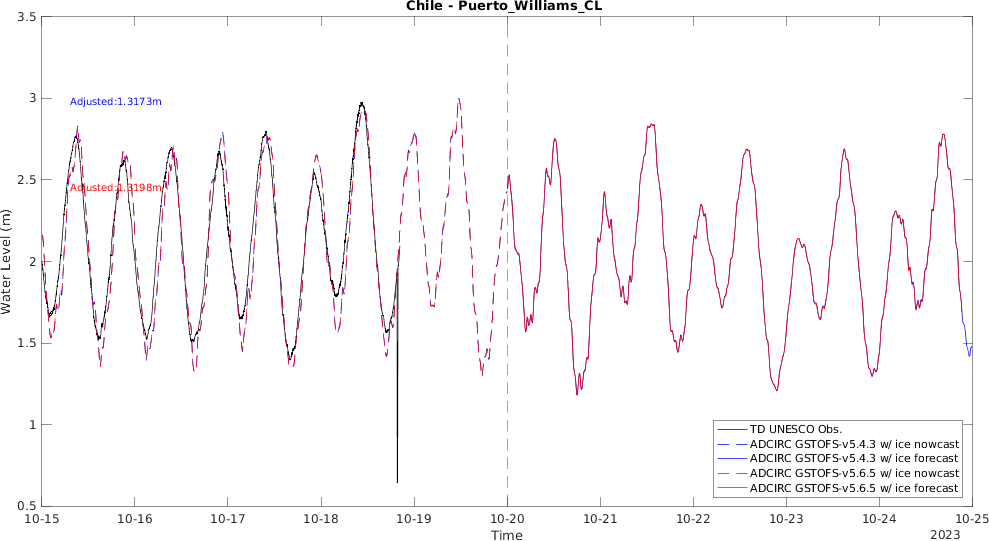 Chile - Puerto_Williams_CL
3.5
3
2.5
2
1.5
1
0.5
Water Level (m)
Adjusted:1.3173m
Adjusted:1.3198m
TD UNESCO Obs.
ADCIRC GSTOFS-v5.4.3 w/ ice nowcast
ADCIRC GSTOFS-v5.4.3 w/ ice forecast
ADCIRC GSTOFS-v5.6.5 w/ ice nowcast
ADCIRC GSTOFS-v5.6.5 w/ ice forecast
10-15 10-16 10-17 10-18 10-19 10-20 10-21 10-22 10-23 10-24 10-25
Time
2023